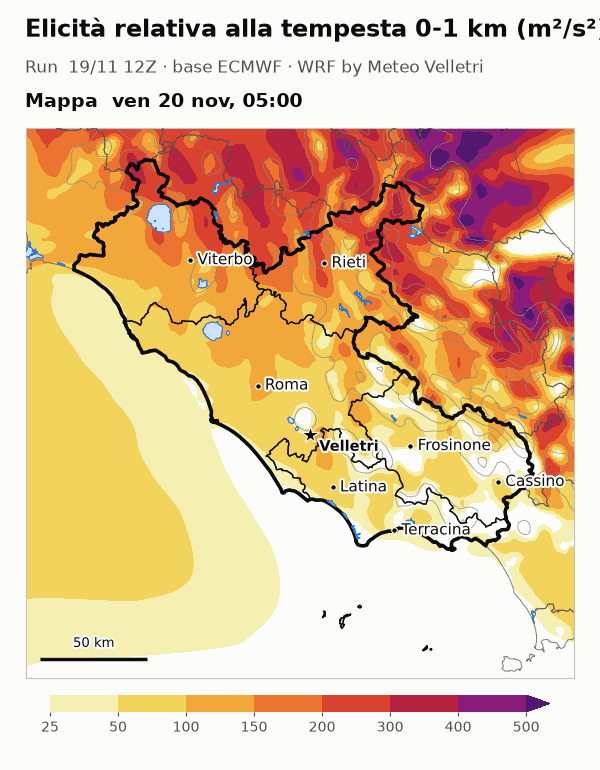 Elicità relativa alla tempesta 0-1 km (m²/s²)
Run 19/11 12Z · base ECMWF · WRF by Meteo Velletri
Mappa ven 20 nov, 05:00
Viterbo
Rieti
Roma
Velletri
Frosinone
Cassino
Latina
Terracina
50 km
25 50 100 150 200 300 400 500